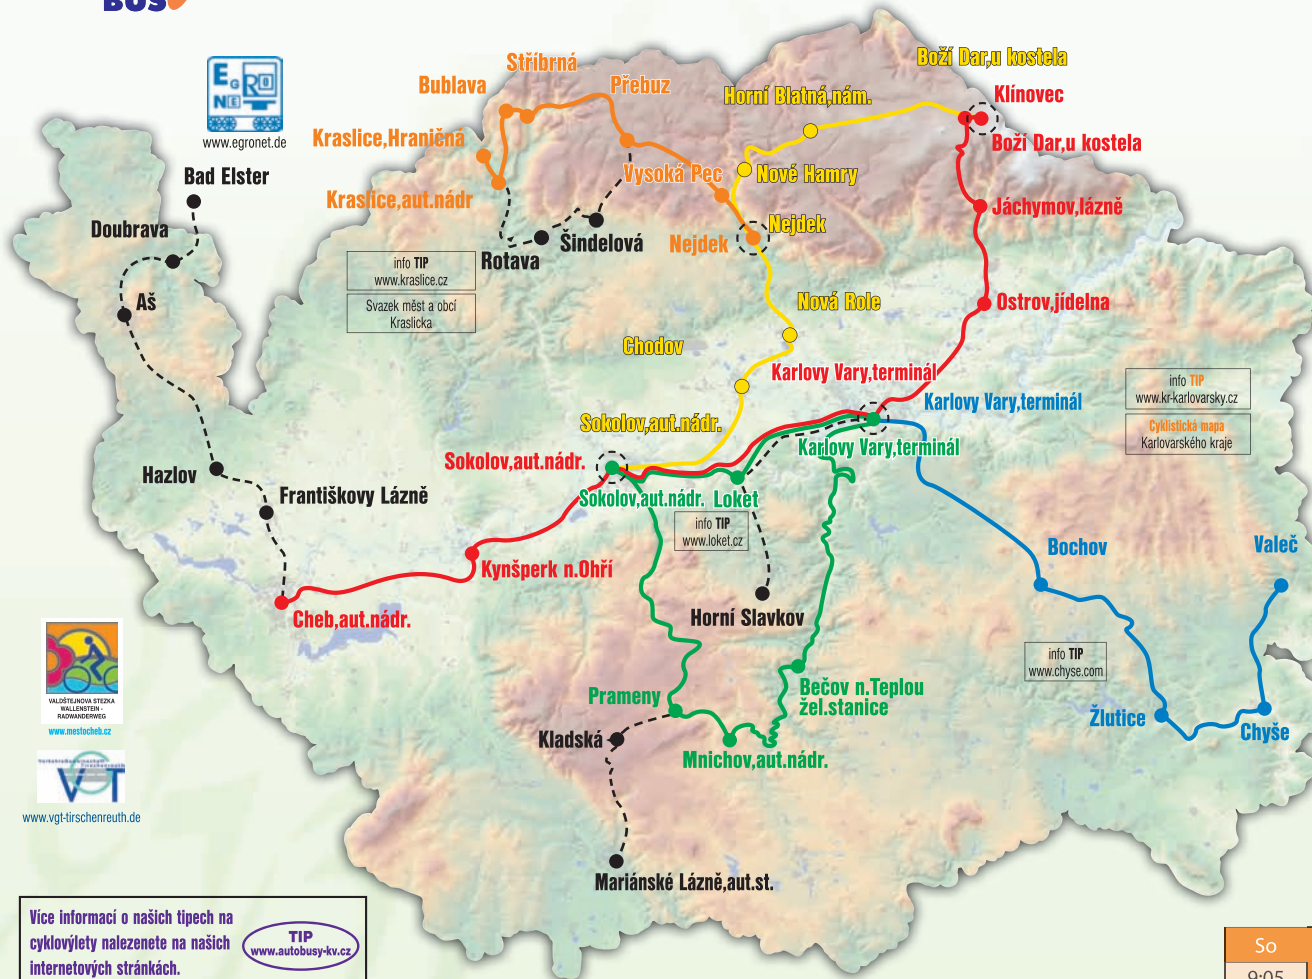 BUS
Boží Dar,u kostela
Stříbrná
Bublava
Přebuz
Horní Blatná,nám.
Klínovec
EgRONET
www.egronet.de
Kraslice,Hraničná
Boží Dar,u kostela
Bad Elster
Vysoká Pec
Nové Hamry
Kraslice,aut.nádr
Jáchymov,lázně
Doubrava
Nejdek
Nejdek
Šindelová
Rotava
info TIP
www.kraslice.cz
Svazek měst a obcí
Kraslicka
Aš
Nová Role
Ostrov,jídelna
Chodov
Karlovy Vary,terminál
info TIP
www.kr-karlovarsky.cz
Karlovy Vary,terminál
Cyklistická mapa
Karlovarského kraje
Sokolov,aut.nádr.
Karlovy Vary,terminál
Sokolov,aut.nádr.
Hazlov
Františkovy Lázně
Sokolov,aut.nádr.
Loket
info TIP
www.loket.cz
Bochov
Valeč
Kynšperk n.Ohří
Cheb,aut.nádr.
Horní Slavkov
info TIP
www.chyse.com
VALDŠTEJNOVA STEZKA
WALLENSTEIN -
RADWANDERWEG
www.mestocheb.cz
Prameny
Bečov n.Teplou
žel.stanice
Žlutice
Chyše
Kladská
Mnichov,aut.nádr.
Verkehrsgemeinschaft
Tirschenreuth
VGT
www.vgt-tirschenreuth.de
Mariánské Lázně,aut.st.
Více informací o našich tipech na
cyklovýlety nalezenete na našich
internetových stránkách.
TIP
www.autobusy-kv.cz
So
9:05